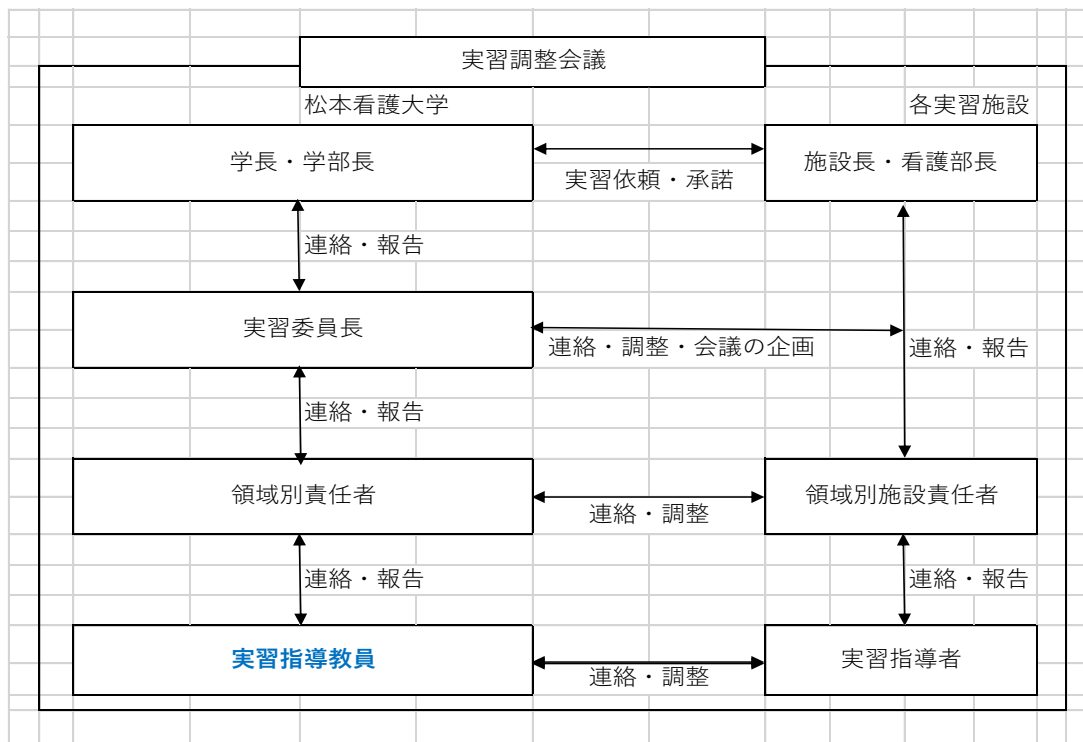 実習調整会議
松本看護大学
各実習施設
学長・学部長
施設長・看護部長
実習依頼・承諾
連絡・報告
実習委員長
連絡・調整・会議の企画
連絡・報告
連絡・報告
領域別責任者
領域別施設責任者
連絡・調整
連絡・報告
連絡・報告
実習指導教員
実習指導者
連絡・調整